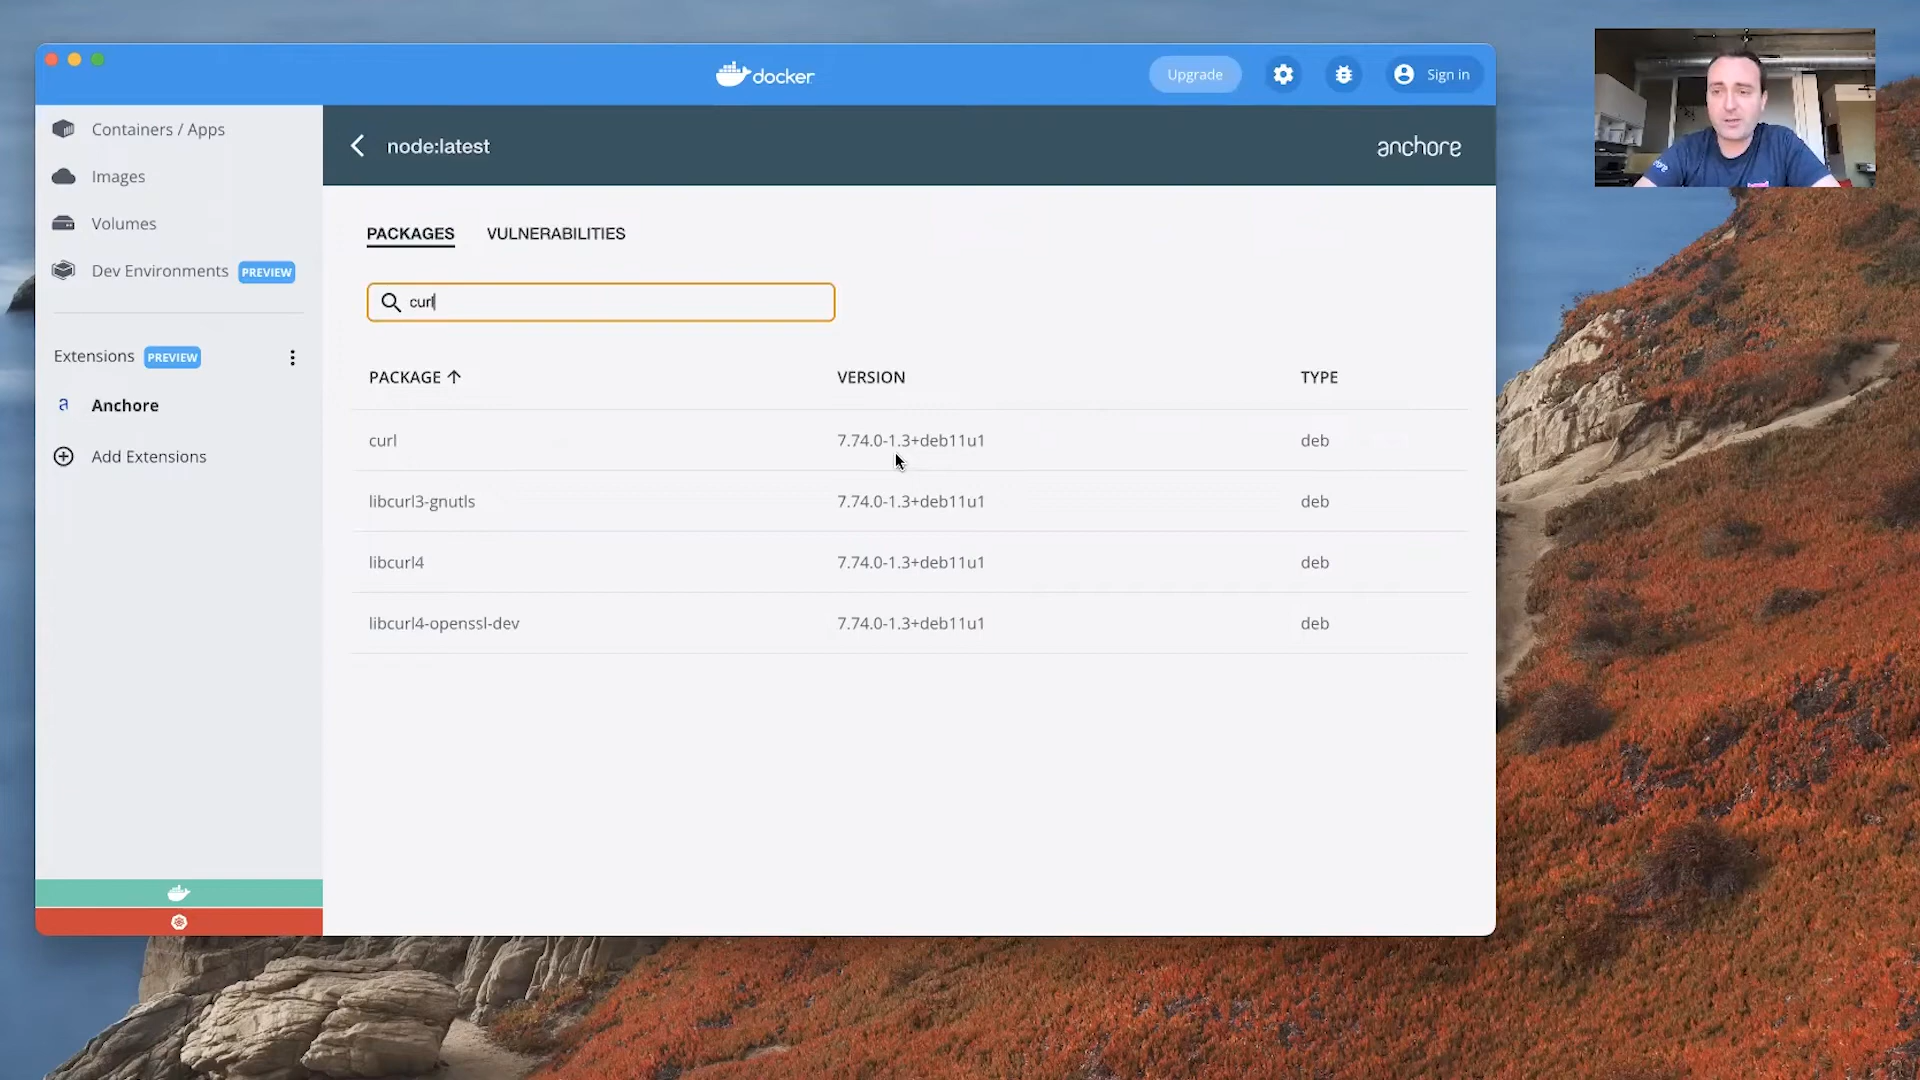 docker
Upgrade
Sign in
Containers / Apps
Images
Volumes
Dev Environments PREVIEW
Extensions PREVIEW
a Anchore
Add Extensions
node:latest
anchore
PACKAGES VULNERABILITIES
curl
PACKAGE VERSION TYPE
curl 7.74.0-1.3+deb11u1 deb
libcurl3-gnutls 7.74.0-1.3+deb11u1 deb
libcurl4 7.74.0-1.3+deb11u1 deb
libcurl4-openssl-dev 7.74.0-1.3+deb11u1 deb